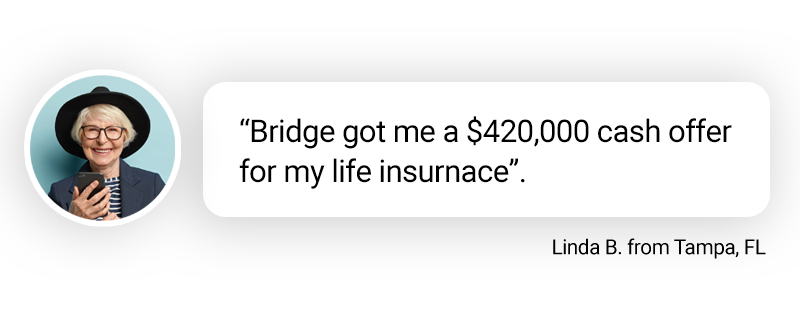 “Bridge got me a $420,000 cash offer
for my life insurnace”.
Linda B. from Tampa, FL